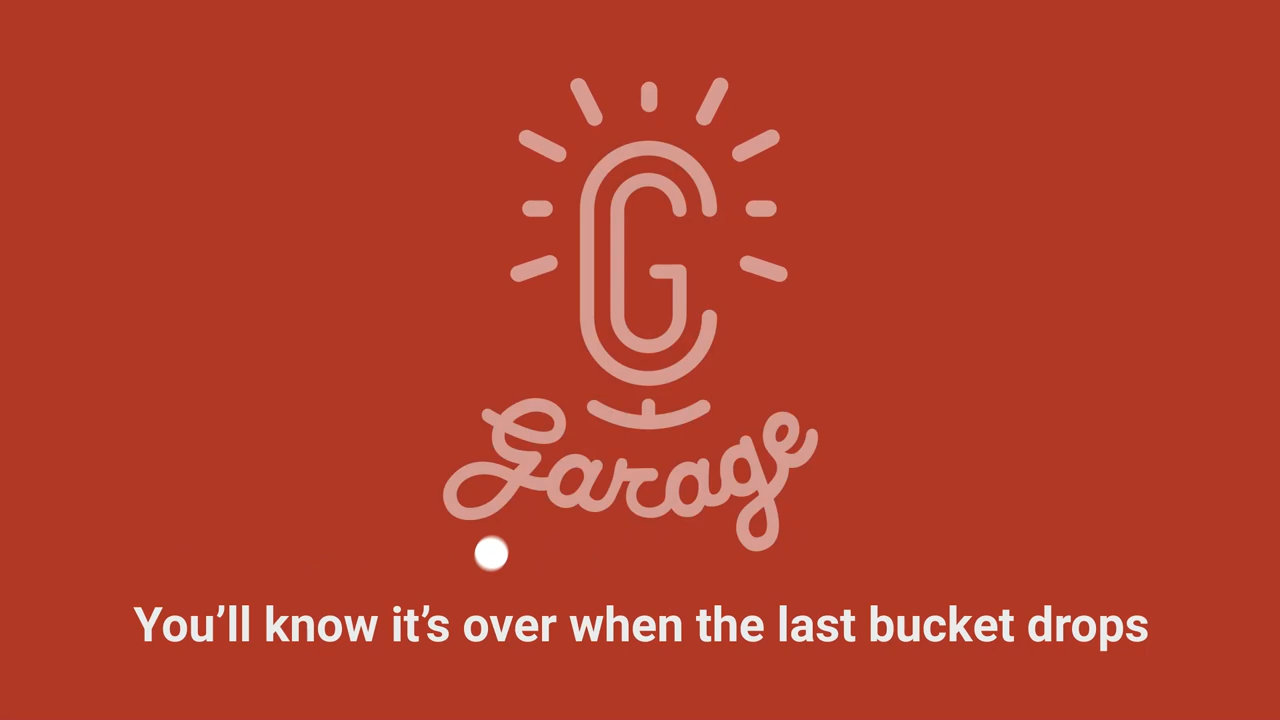 G
Garage
You’ll know it’s over when the last bucket drops